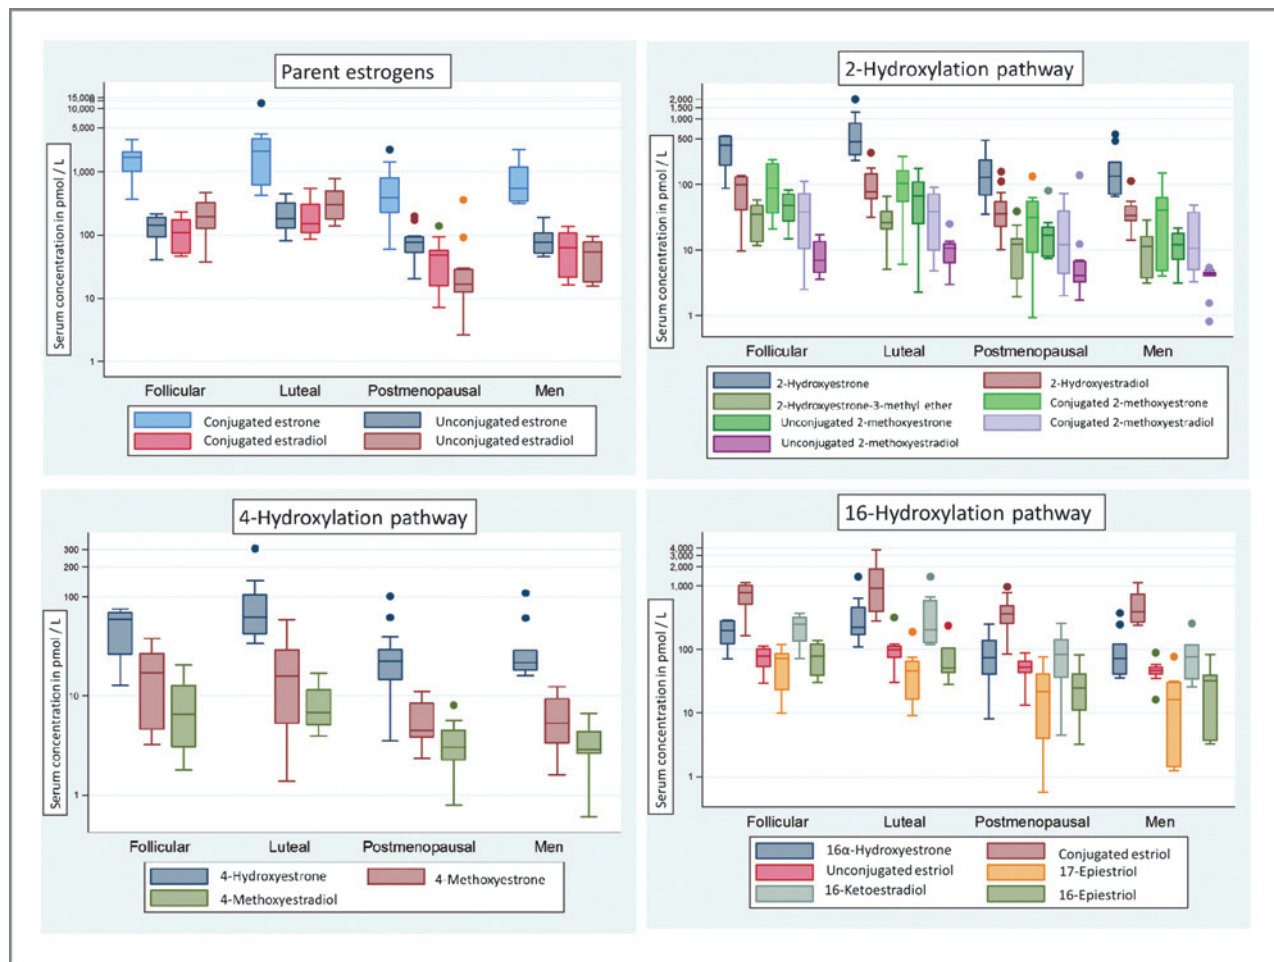 Parent estrogens
Serum concentration in pmol / L
15,000
10,000
5,000
1,000
100
10
1
Follicular Luteal Postmenopausal Men
Conjugated estrone Unconjugated estrone
Conjugated estradiol Unconjugated estradiol
2-Hydroxylation pathway
Serum concentration in pmol / L
2,000
1,500
1,000
500
100
10
1
Follicular Luteal Postmenopausal Men
2-Hydroxyestrone 2-Hydroxyestradiol
2-Hydroxyestrone-3-methyl ether Conjugated 2-methoxyestrone
Unconjugated 2-methoxyestrone Conjugated 2-methoxyestradiol
Unconjugated 2-methoxyestradiol
4-Hydroxylation pathway
Serum concentration in pmol / L
300
200
100
10
1
Follicular Luteal Postmenopausal Men
4-Hydroxyestrone 4-Methoxyestrone
4-Methoxyestradiol
16-Hydroxylation pathway
Serum concentration in pmol / L
4,000
3,000
2,000
1,000
100
10
1
Follicular Luteal Postmenopausal Men
16α-Hydroxyestrone Conjugated estriol
Unconjugated estriol 17-Epiestriol
16-Ketoestradiol 16-Epiestriol